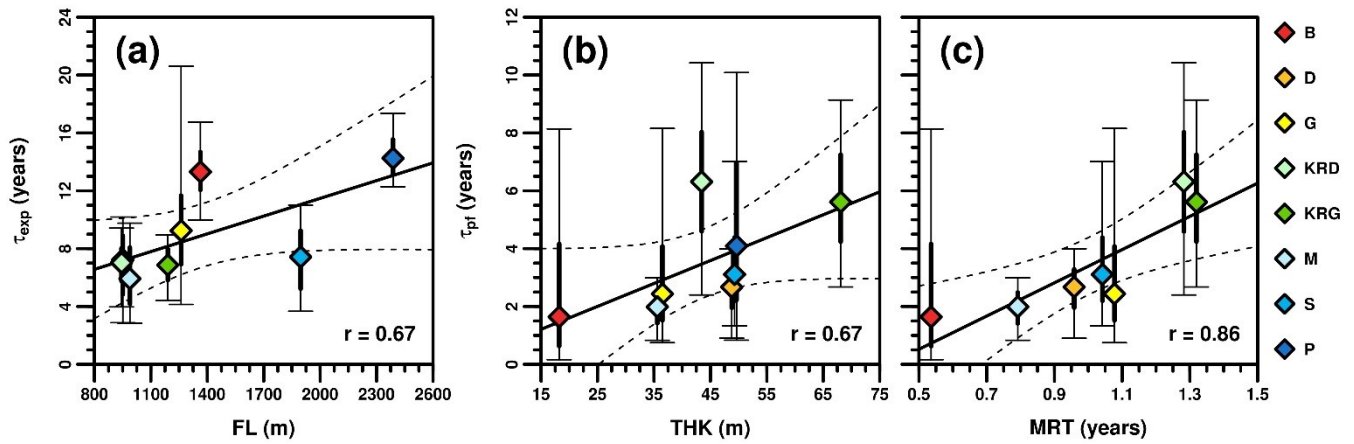 (a)
24
20
16
12
8
4
0
τexp (years)
800 1100 1400 1700 2000 2300 2600
FL (m)
r = 0.67
(b)
12
10
8
6
4
2
0
τpf (years)
15 25 35 45 55 65 75
THK (m)
r = 0.67
(c)
0.5 0.7 0.9 1.1 1.3 1.5
MRT (years)
r = 0.86
B
D
G
KRD
KRG
M
S
P